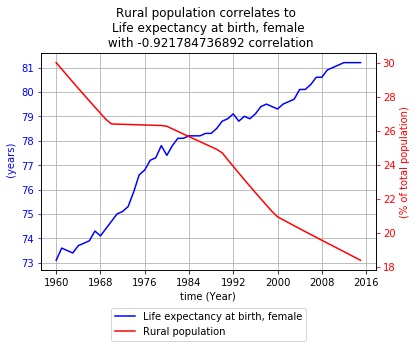 Rural population correlates to
Life expectancy at birth, female
with -0.921784736892 correlation
81
80
79
78
77
76
75
74
73
(years)
30
28
26
24
22
20
18
(% of total population)
1960 1968 1976 1984 1992 2000 2008 2016
time (Year)
Life expectancy at birth, female
Rural population